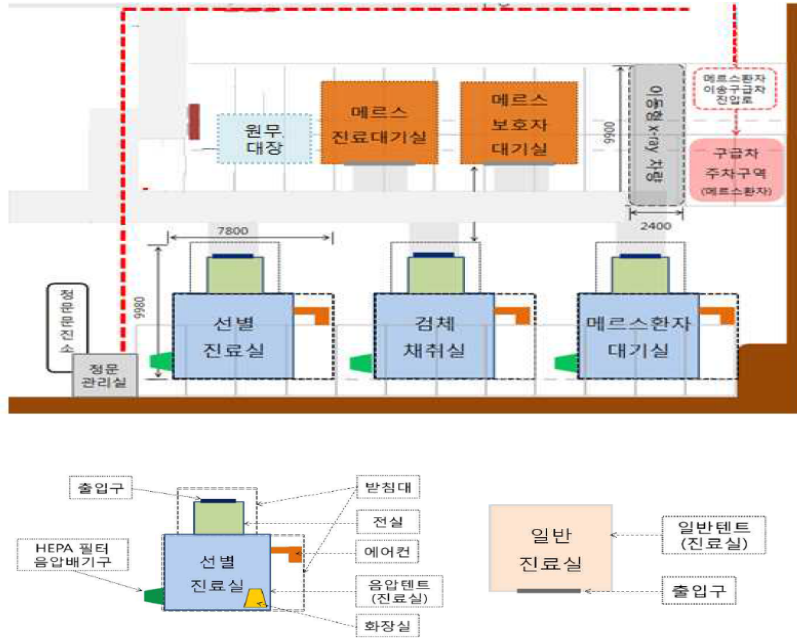 원무
대장
메르스
진료대기실
메르스
보호자
대기실
9900
이동형 x-ray 차량
메르스환자
이송구급차
진입로
구급차
주차구역
(메르스환자)
7800
2400
9980
정문문진소
정문
관리실
선별
진료실
검체
채취실
메르스환자
대기실
출입구
받침대
전실
에어컨
HEPA 필터
음압배기구
선별
진료실
음압텐트
(진료실)
화장실
일반
진료실
일반텐트
(진료실)
출입구